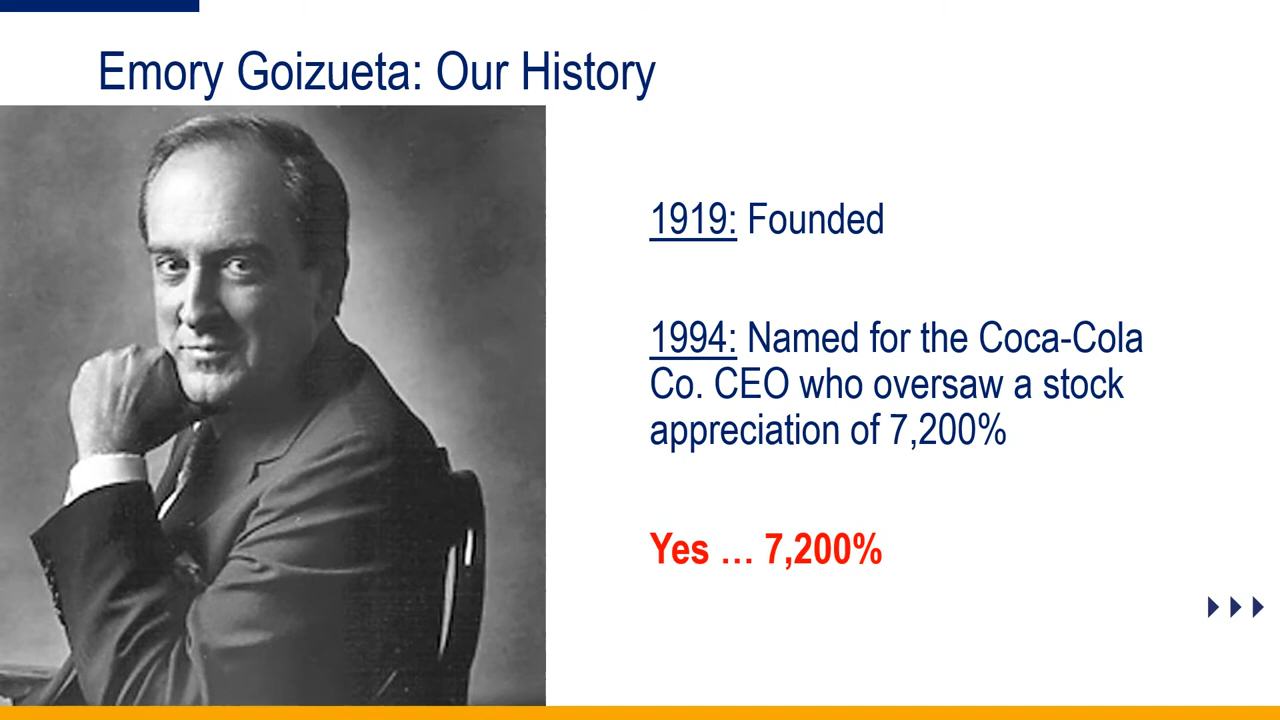 Emory Goizueta: Our History
1919: Founded
1994: Named for the Coca-Cola
Co. CEO who oversaw a stock
appreciation of 7,200%
Yes … 7,200%